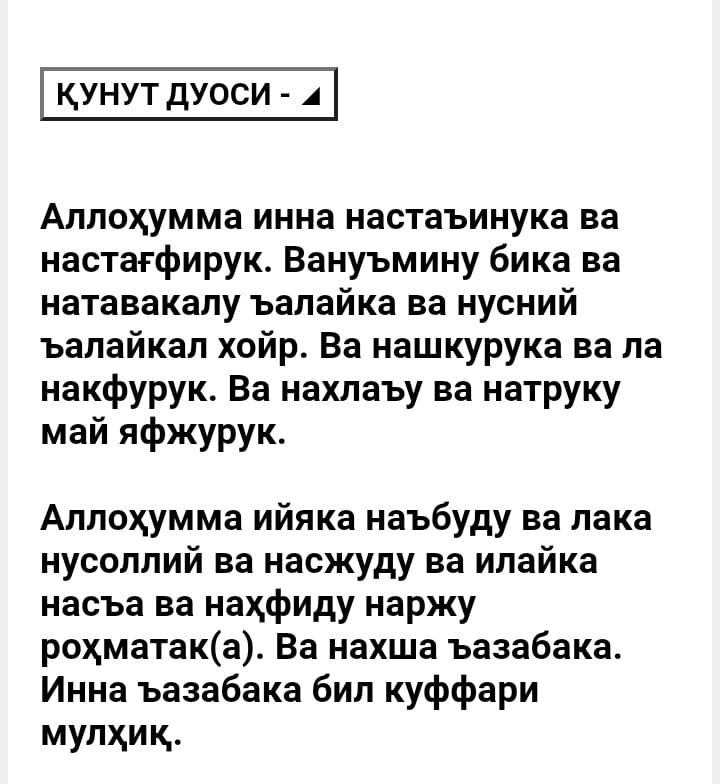 ҚУНУТ ДУОСИ - ◢
Аллоҳумма инна настаъинука ва
настағфирук. Вануъмину бика ва
натавакалу ъалайка ва нусний
ъалайкал хойр. Ва нашкурука ва ла
накфурук. Ва нахлаъу ва натруку
май яфжурук.
Аллоҳумма ийяка наъбуду ва лака
нусоллий ва насжуду ва илайка
насъа ва наҳфиду наржу
роҳматак(а). Ва нахша ъазабака.
Инна ъазабака бил куффари
мулҳиқ.